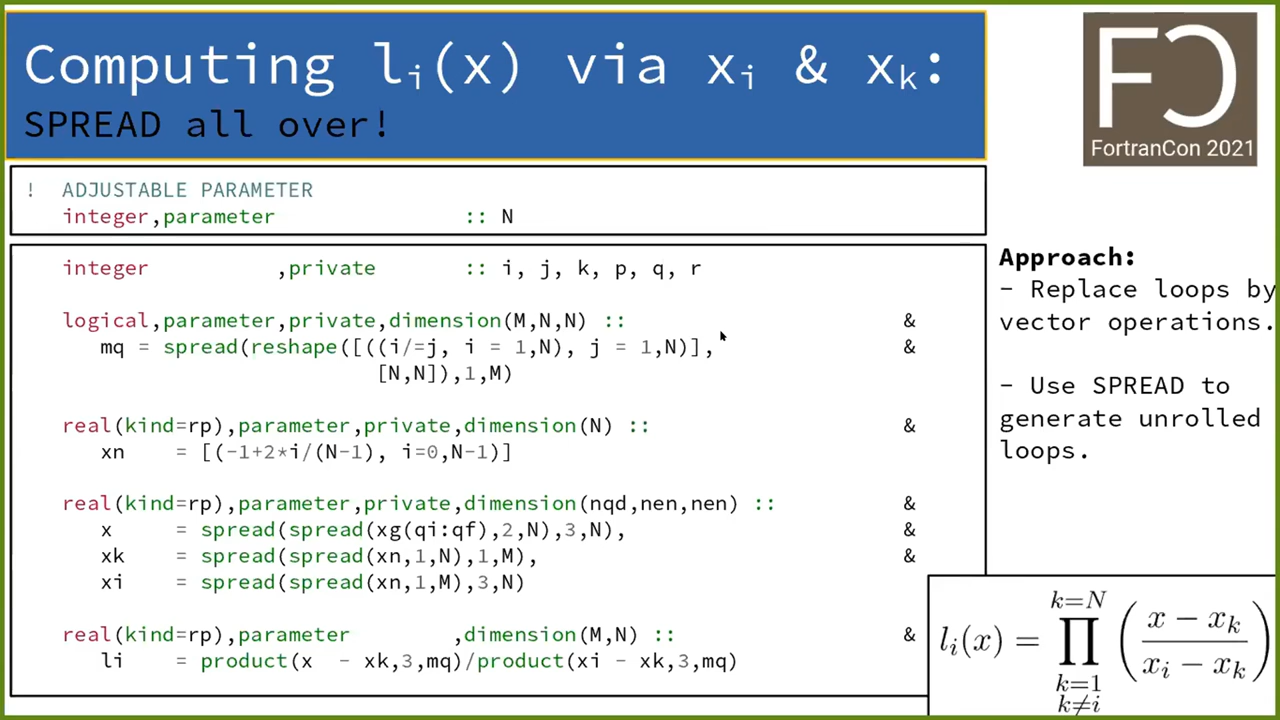 Computing lᵢ(x) via xᵢ & xₖ:
SPREAD all over!
FC
FortranCon 2021
! ADJUSTABLE PARAMETER
integer,parameter :: N
integer ,private :: i, j, k, p, q, r
logical,parameter,private,dimension(M,N,N) :: &
mq = spread(reshape([((i/=j, i = 1,N), j = 1,N)], &
[N,N]),1,M)
real(kind=rp),parameter,private,dimension(N) :: &
xn = [(-1+2*i/(N-1), i=0,N-1)]
real(kind=rp),parameter,private,dimension(nqd,nen,nen) :: &
x = spread(spread(xg(qi:qf),2,N),3,N), &
xk = spread(spread(xn,1,N),1,M), &
xi = spread(spread(xn,1,M),3,N)
real(kind=rp),parameter ,dimension(M,N) :: &
li = product(x - xk,3,mq)/product(xi - xk,3,mq)
Approach:
- Replace loops by
vector operations.
- Use SPREAD to
generate unrolled
loops.
k=N
lᵢ(x) = ∏ ( (x − xₖ) / (xᵢ − xₖ) )
k=1
k≠i